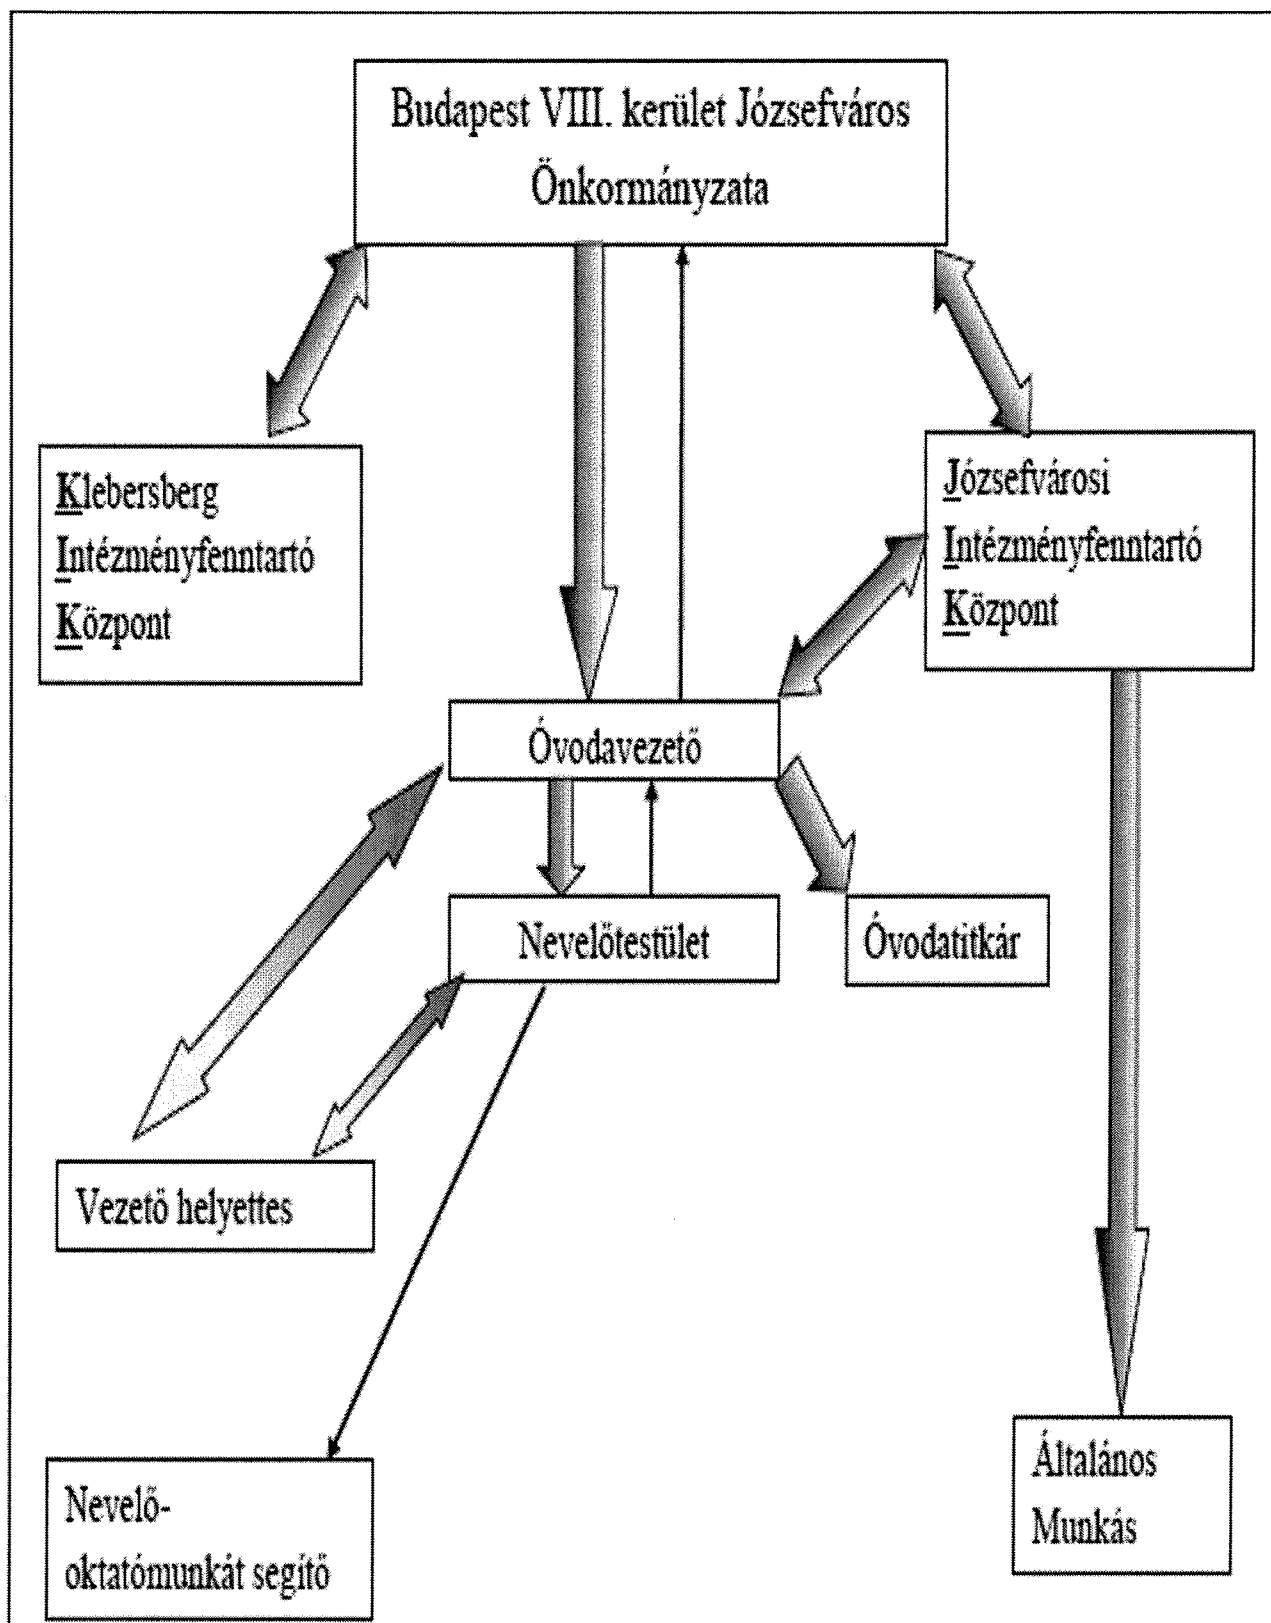 Budapest VIII. kerület Józsefváros
Önkormányzata
Klebersberg
Intézményfenntartó
Központ
Józsefvárosi
Intézményfenntartó
Központ
Óvodavezető
Nevelőtestület
Óvodatitkár
Vezető helyettes
Nevelő-
oktatómunkát segítő
Általános
Munkás